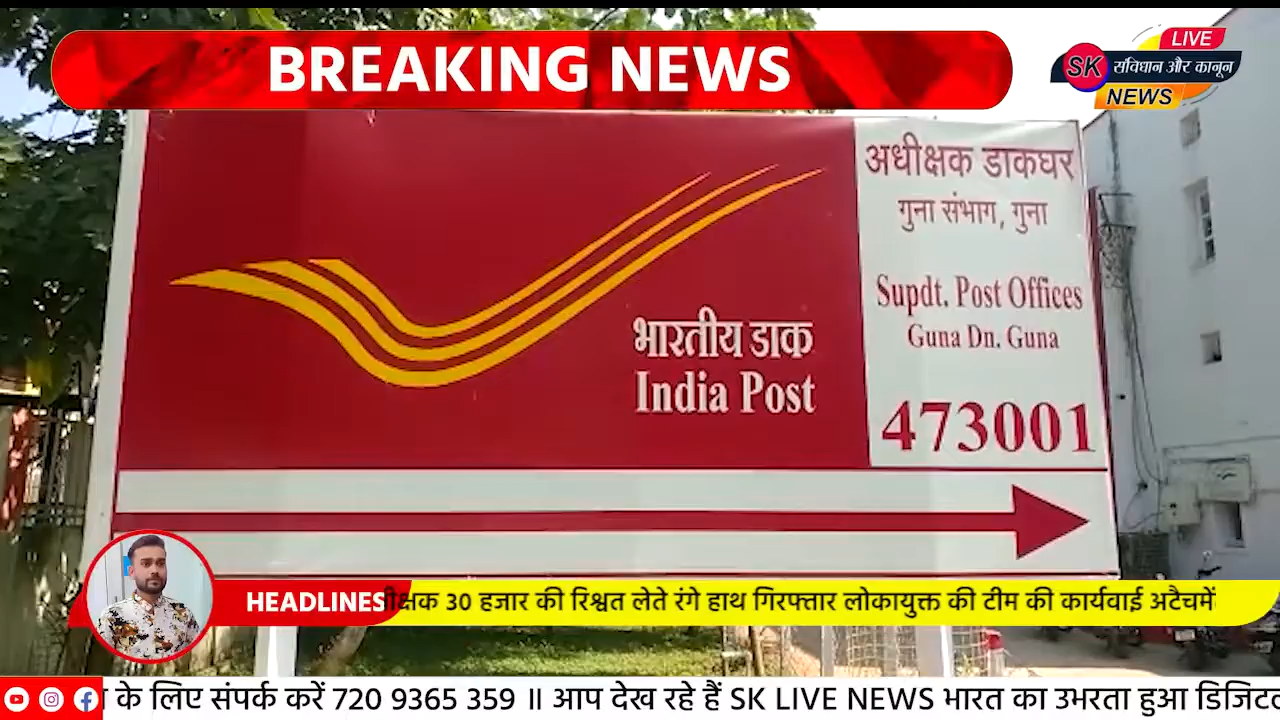 BREAKING NEWS
LIVE
SK संविधान और कानून
NEWS
अधीक्षक डाकघर
गुना संभाग, गुना
Supdt. Post Offices
Guna Dn. Guna
473001
भारतीय डाक
India Post
HEADLINES
30 हजार की रिश्वत लेते रंगे हाथ गिरफ्तार लोकायुक्त की टीम की कार्यवाई अटैचमें
के लिए संपर्क करें 720 9365 359 || आप देख रहे हैं SK LIVE NEWS भारत का उभरता हुआ